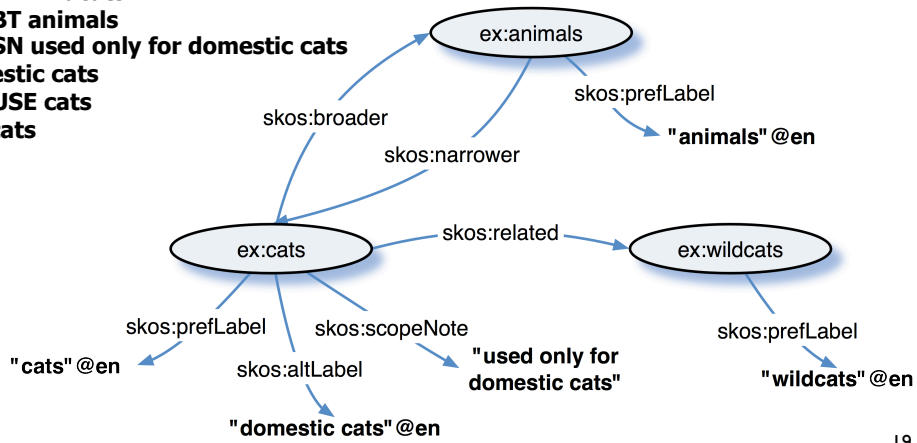 BT animals
SN used only for domestic cats
estic cats
USE cats
cats
ex:animals
skos:prefLabel
skos:broader
"animals"@en
skos:narrower
skos:related
ex:cats
ex:wildcats
skos:prefLabel
skos:scopeNote
skos:prefLabel
"cats"@en
skos:altLabel
"used only for
domestic cats"
"wildcats"@en
"domestic cats"@en
19